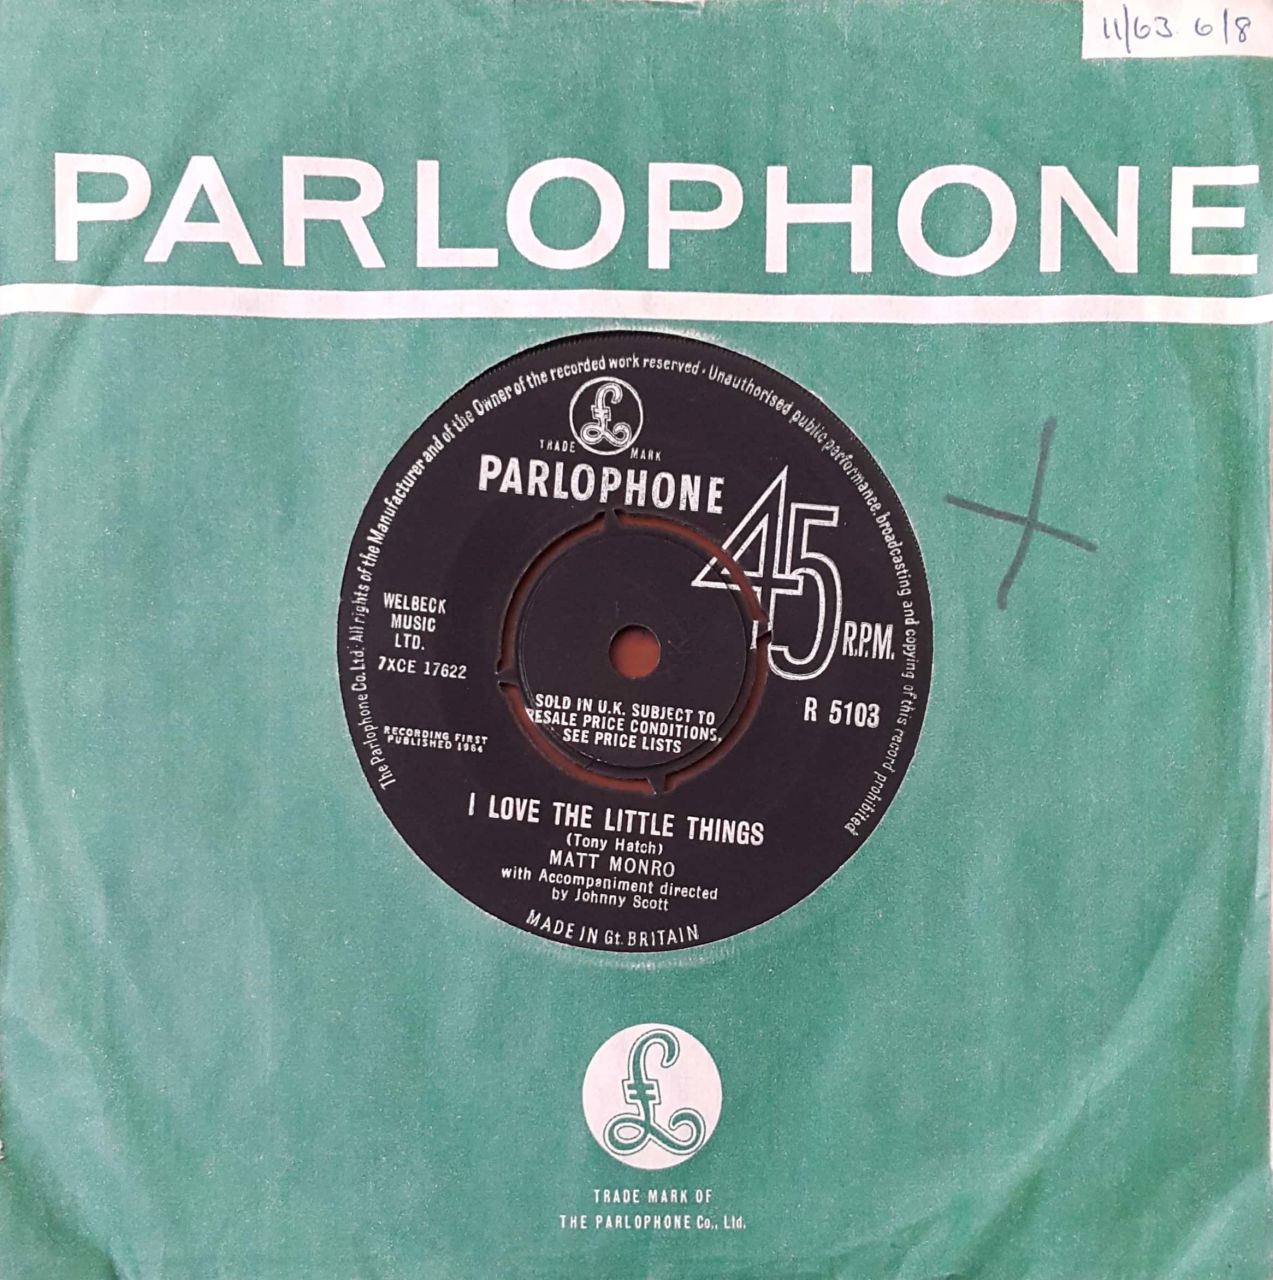 11/63 6/8
PARLOPHONE
The Parlophone Co.Ltd. All rights of the Manufacturer and of the Owner of the recorded work reserved · Unauthorised public performance, broadcasting and copying of this record prohibited
£
TRADE MARK
PARLOPHONE
45
R.P.M.
WELBECK
MUSIC
LTD.
7XCE 17622
R 5103
RECORDING FIRST
PUBLISHED 1964
SOLD IN U.K. SUBJECT TO
RESALE PRICE CONDITIONS,
SEE PRICE LISTS
I LOVE THE LITTLE THINGS
(Tony Hatch)
MATT MONRO
with Accompaniment directed
by Johnny Scott
MADE IN Gt. BRITAIN
£
TRADE MARK OF
THE PARLOPHONE Co., Ltd.